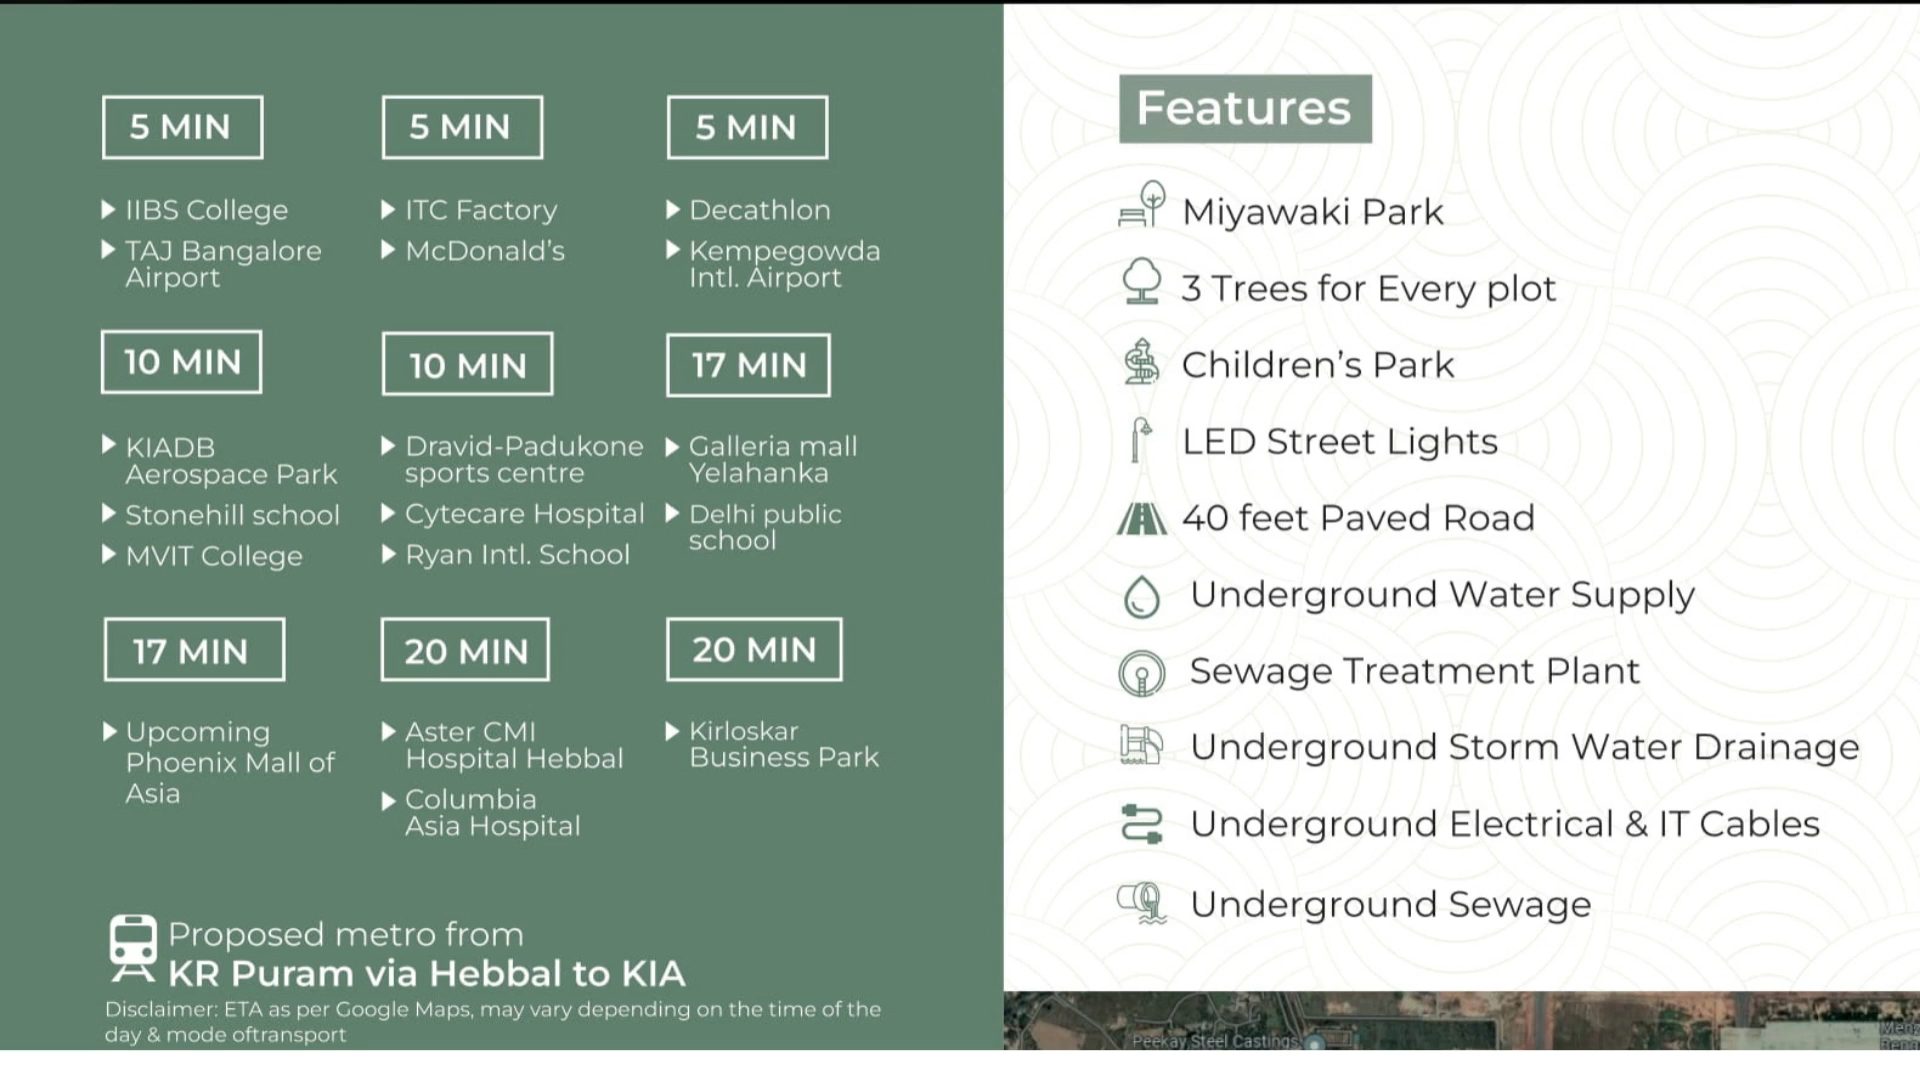 5 MIN
IIBS College
TAJ Bangalore
Airport
5 MIN
ITC Factory
McDonald's
5 MIN
Decathlon
Kempegowda
Intl. Airport
10 MIN
KIADB
Aerospace Park
Stonehill school
MVIT College
10 MIN
Dravid-Padukone
sports centre
Cytecare Hospital
Ryan Intl. School
17 MIN
Galleria mall
Yelahanka
Delhi public
school
17 MIN
Upcoming
Phoenix Mall of
Asia
20 MIN
Aster CMI
Hospital Hebbal
Columbia
Asia Hospital
20 MIN
Kirloskar
Business Park
Proposed metro from
KR Puram via Hebbal to KIA
Disclaimer: ETA as per Google Maps, may vary depending on the time of the
day & mode oftransport
Features
Miyawaki Park
3 Trees for Every plot
Children's Park
LED Street Lights
40 feet Paved Road
Underground Water Supply
Sewage Treatment Plant
Underground Storm Water Drainage
Underground Electrical & IT Cables
Underground Sewage
Peekay Steel Castings